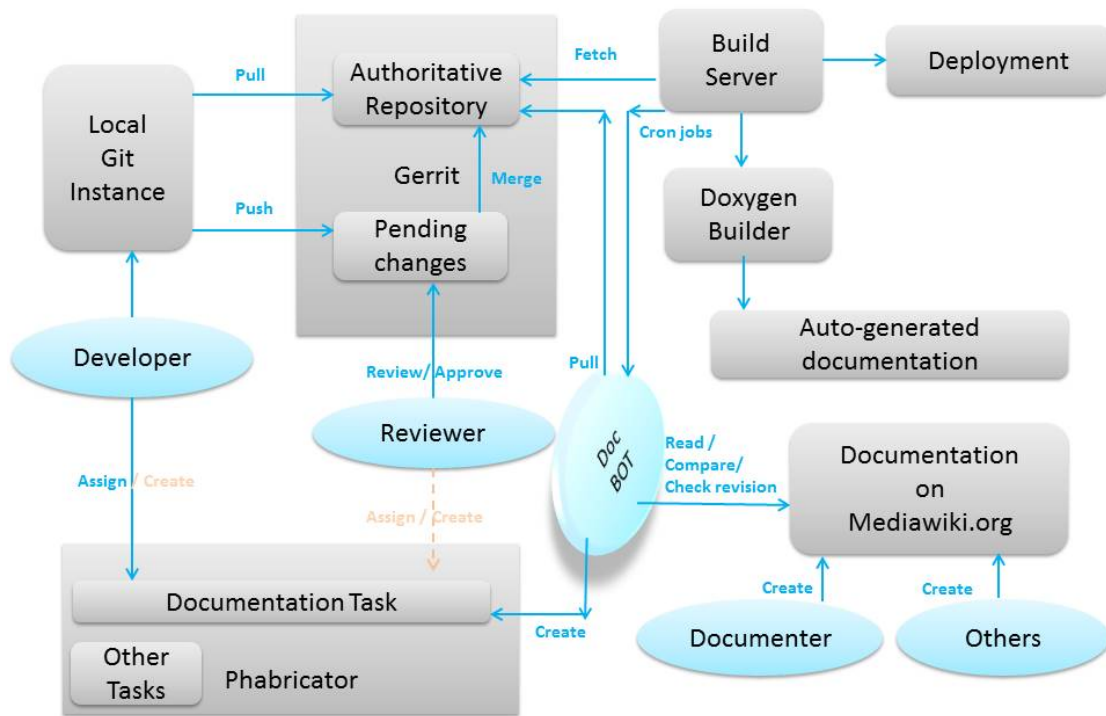 Build
Server
Deployment
Fetch
Pull
Authoritative
Repository
Cron jobs
Local
Git
Instance
Gerrit
Merge
Doxygen
Builder
Push
Pending
changes
Auto-generated
documentation
Developer
Pull
Review/ Approve
Reviewer
Doc
BOT
Read /
Compare/
Check revision
Documentation
on
Mediawiki.org
Assign / Create
Assign / Create
Create
Create
Documentation Task
Create
Documenter
Others
Other
Tasks
Phabricator